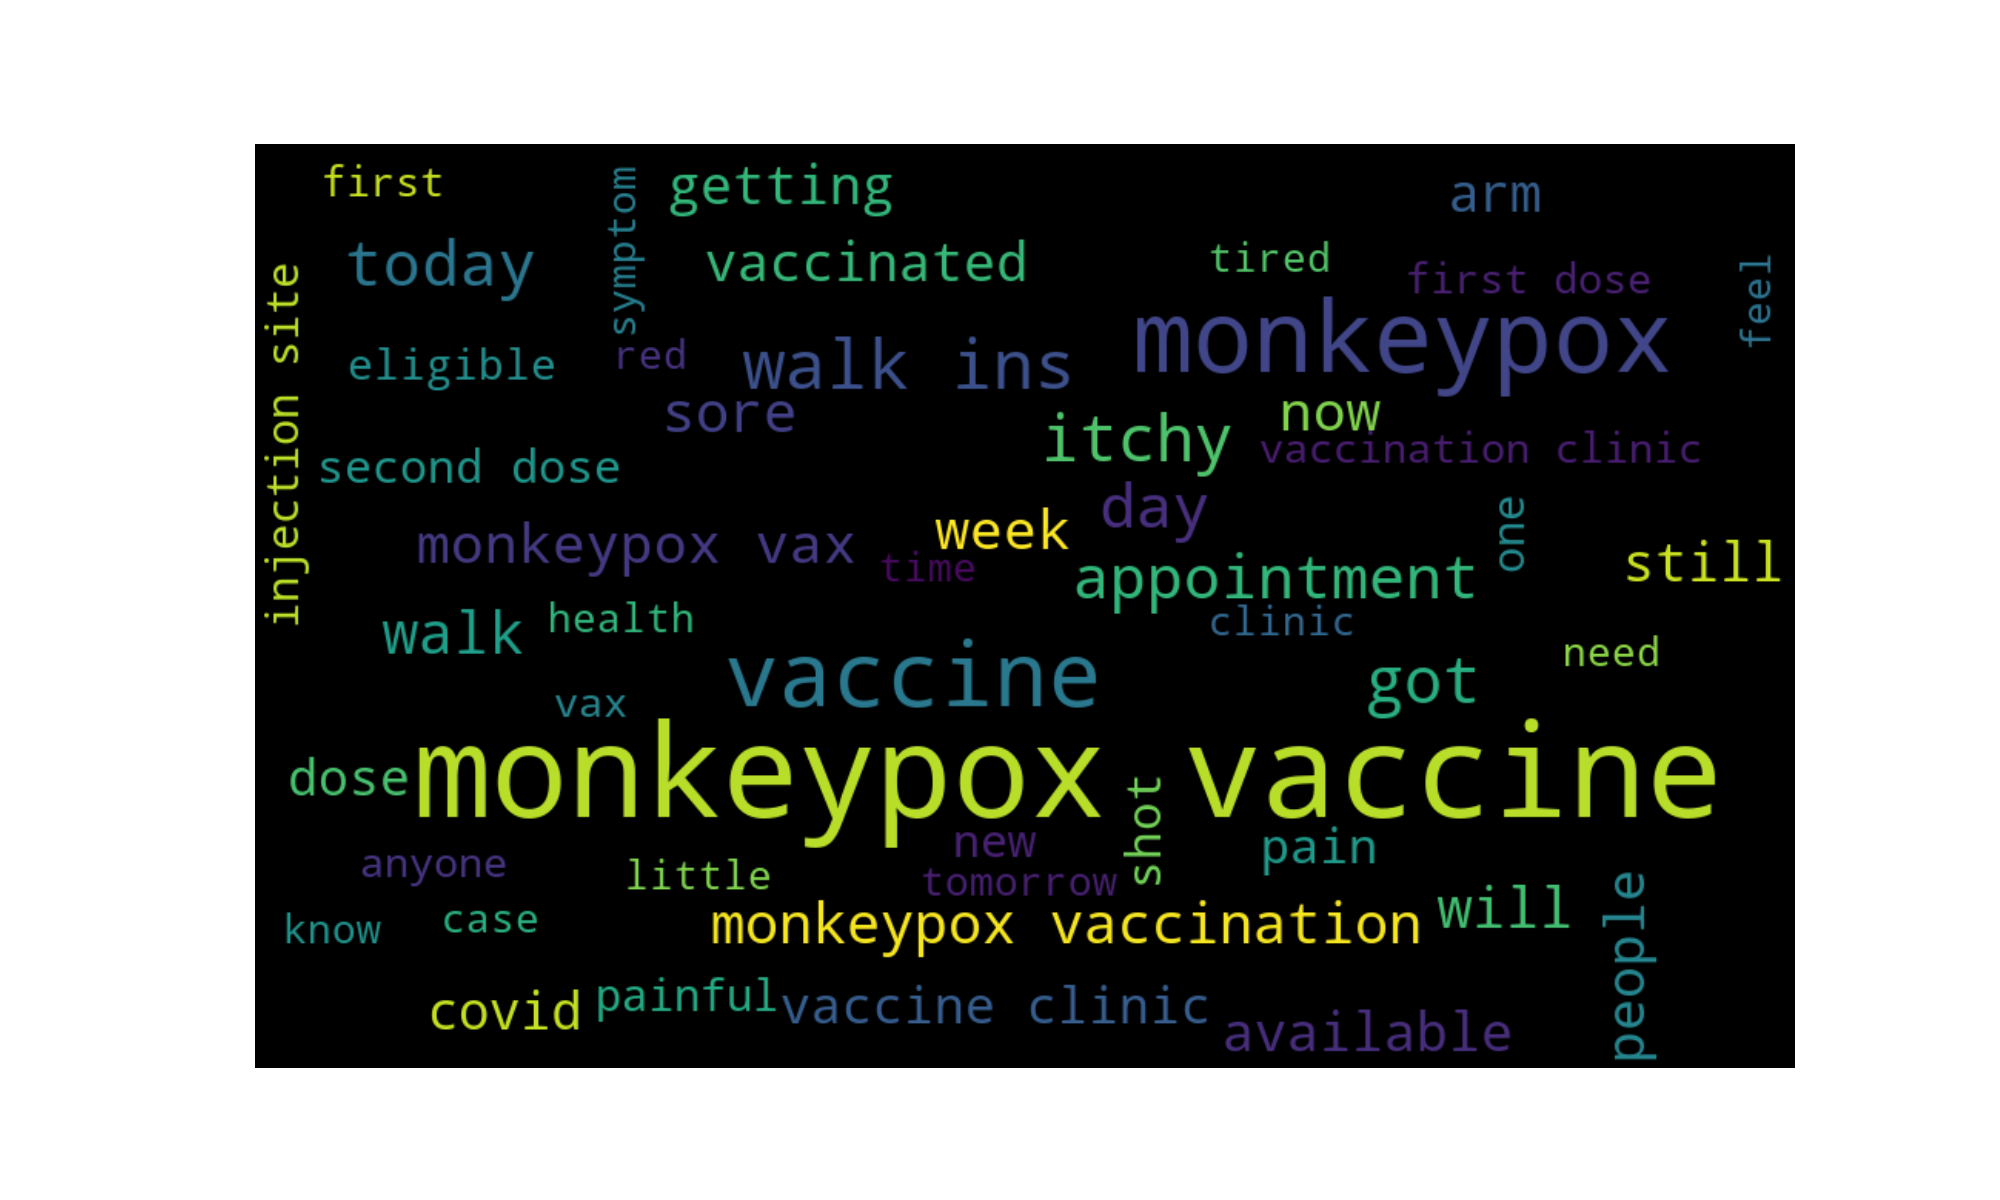 first
getting
arm
symptom
today
vaccinated
tired
first dose
feel
injection site
monkeypox
eligible
red
walk ins
sore
now
itchy
vaccination clinic
second dose
day
week
one
monkeypox vax
time
still
appointment
walk
health
clinic
need
vaccine
got
vax
monkeypox vaccine
dose
shot
new
pain
anyone
little
tomorrow
know
case
monkeypox vaccination
will
people
covid
painful
vaccine clinic
available